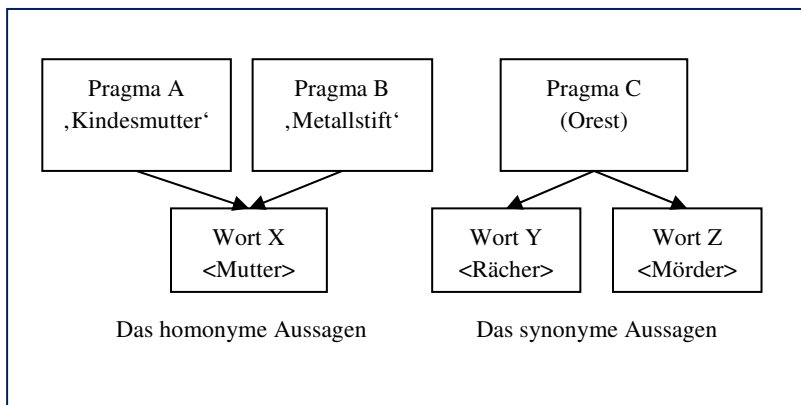 Pragma A
‚Kindesmutter‘
Pragma B
‚Metallstift‘
Pragma C
(Orest)
Wort X
<Mutter>
Wort Y
<Rächer>
Wort Z
<Mörder>
Das homonyme Aussagen
Das synonyme Aussagen